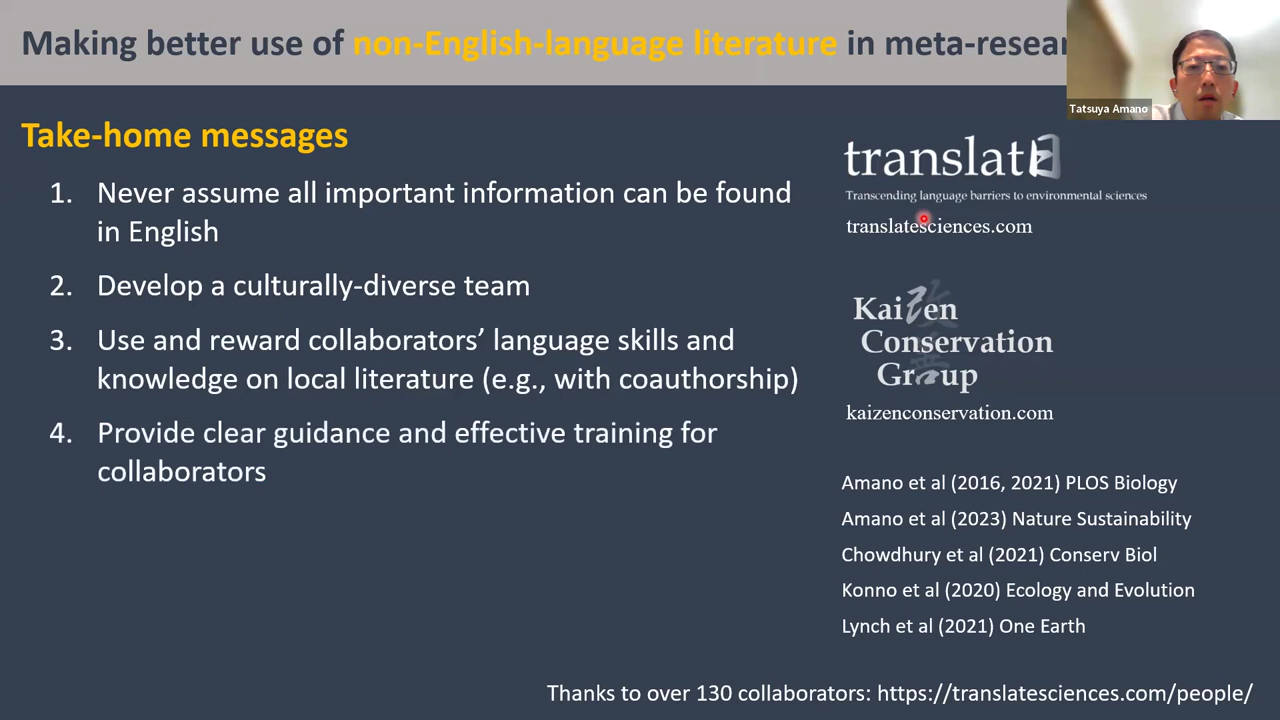 Making better use of non-English-language literature in meta-resear
Tatsuya Amano
Take-home messages
1. Never assume all important information can be found
in English
2. Develop a culturally-diverse team
3. Use and reward collaborators’ language skills and
knowledge on local literature (e.g., with coauthorship)
4. Provide clear guidance and effective training for
collaborators
translatE
Transcending language barriers to environmental sciences
translatesciences.com
Kaizen
Conservation
Group
kaizenconservation.com
Amano et al (2016, 2021) PLOS Biology
Amano et al (2023) Nature Sustainability
Chowdhury et al (2021) Conserv Biol
Konno et al (2020) Ecology and Evolution
Lynch et al (2021) One Earth
Thanks to over 130 collaborators: https://translatesciences.com/people/